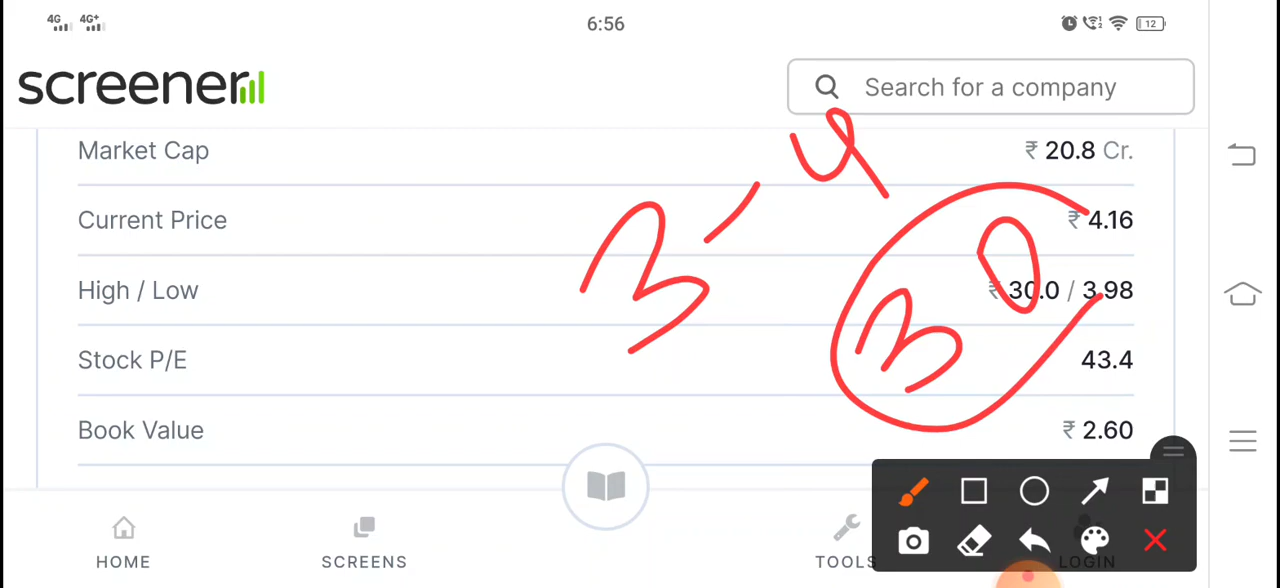 4G 4G+ 6:56 12
screener
Search for a company
Market Cap ₹ 20.8 Cr.
3-4
Current Price ₹ 4.16
30
High / Low ₹ 30.0 / 3.98
Stock P/E 43.4
Book Value ₹ 2.60
HOME SCREENS TOOLS LOGIN